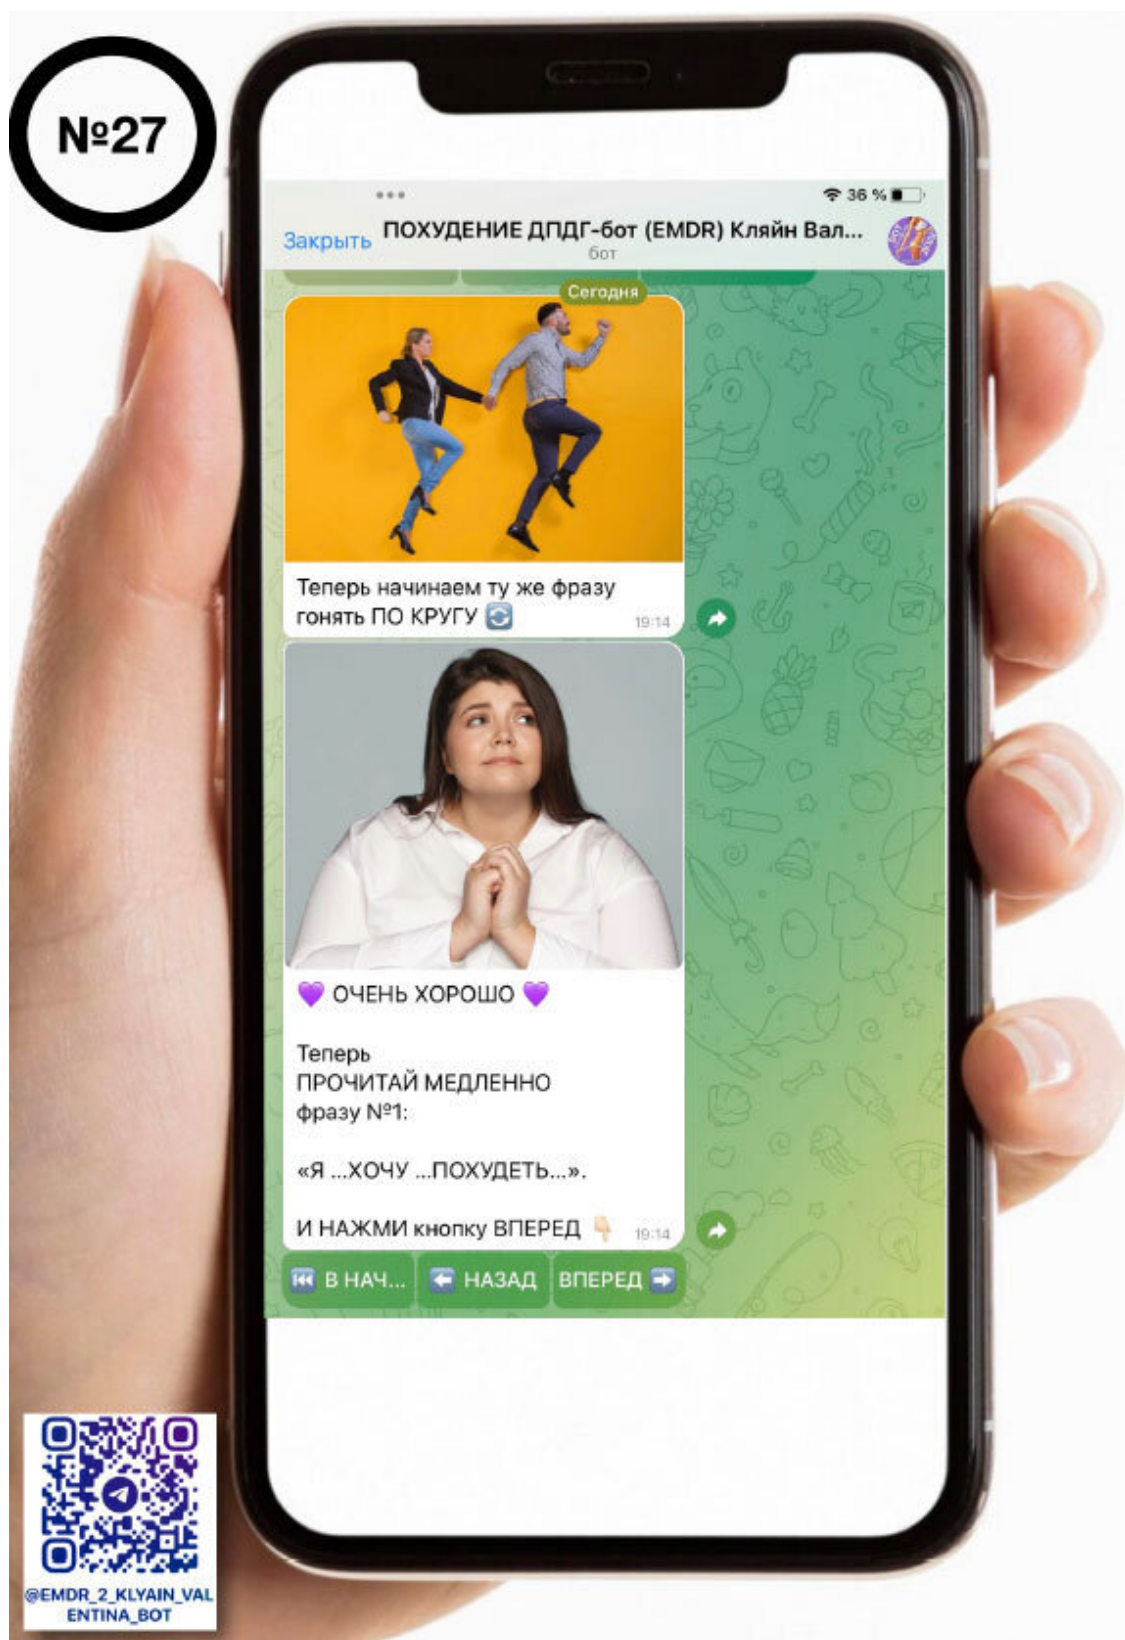 №27
36 %
Закрыть
ПОХУДЕНИЕ ДПДГ-бот (EMDR) Кляйн Вал...
бот
Сегодня
Теперь начинаем ту же фразу
гонять ПО КРУГУ
19:14
ОЧЕНЬ ХОРОШО
Теперь
ПРОЧИТАЙ МЕДЛЕННО
фразу №1:
«Я ...ХОЧУ ...ПОХУДЕТЬ...».
И НАЖМИ кнопку ВПЕРЕД
19:14
В НАЧ...
НАЗАД
ВПЕРЕД
@EMDR_2_KLYAIN_VAL
ENTINA_BOT